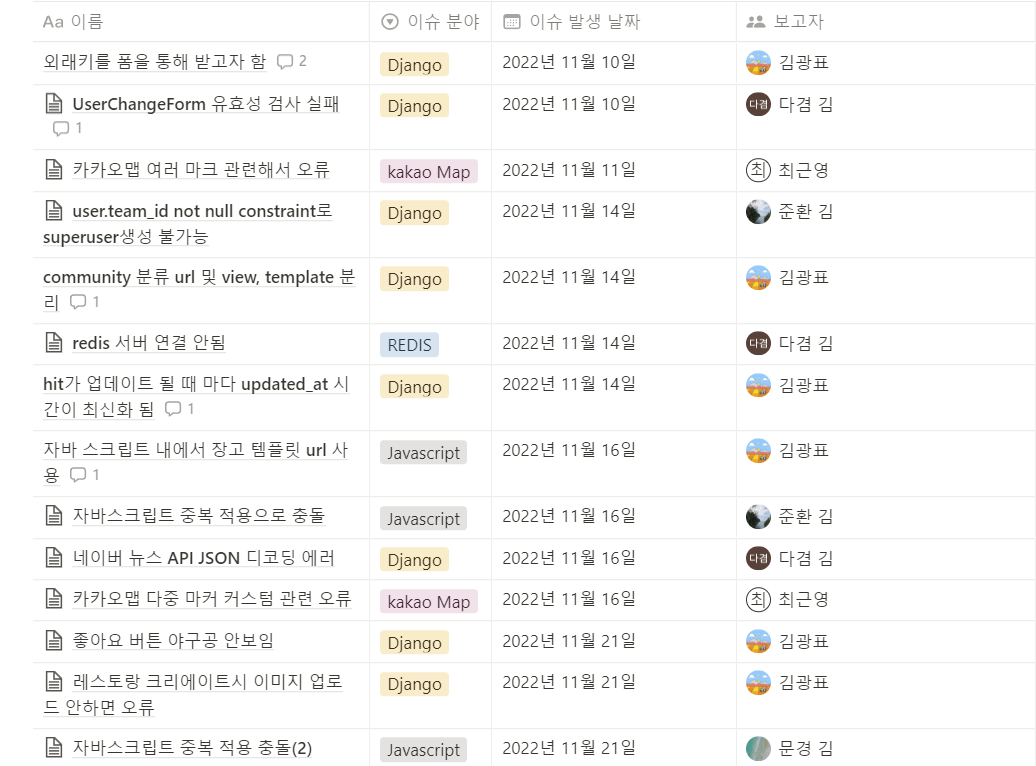 Aa 이름 이슈 분야 이슈 발생 날짜 보고자
외래키를 폼을 통해 받고자 함 2 Django 2022년 11월 10일 김광표
UserChangeForm 유효성 검사 실패 Django 2022년 11월 10일 다겸 다겸 김
1
카카오맵 여러 마크 관련해서 오류 kakao Map 2022년 11월 11일 최 최근영
user.team_id not null constraint로 Django 2022년 11월 14일 준환 김
superuser생성 불가능
community 분류 url 및 view, template 분 Django 2022년 11월 14일 김광표
리 1
redis 서버 연결 안됨 REDIS 2022년 11월 14일 다겸 다겸 김
hit가 업데이트 될 때 마다 updated_at 시 Django 2022년 11월 14일 김광표
간이 최신화 됨 1
자바 스크립트 내에서 장고 템플릿 url 사 Javascript 2022년 11월 16일 김광표
용 1
자바스크립트 중복 적용으로 충돌 Javascript 2022년 11월 16일 준환 김
네이버 뉴스 API JSON 디코딩 에러 Django 2022년 11월 16일 다겸 다겸 김
카카오맵 다중 마커 커스텀 관련 오류 kakao Map 2022년 11월 16일 최 최근영
좋아요 버튼 야구공 안보임 Django 2022년 11월 21일 김광표
레스토랑 크리에이트시 이미지 업로 Django 2022년 11월 21일 김광표
드 안하면 오류
자바스크립트 중복 적용 충돌(2) Javascript 2022년 11월 21일 문경 김